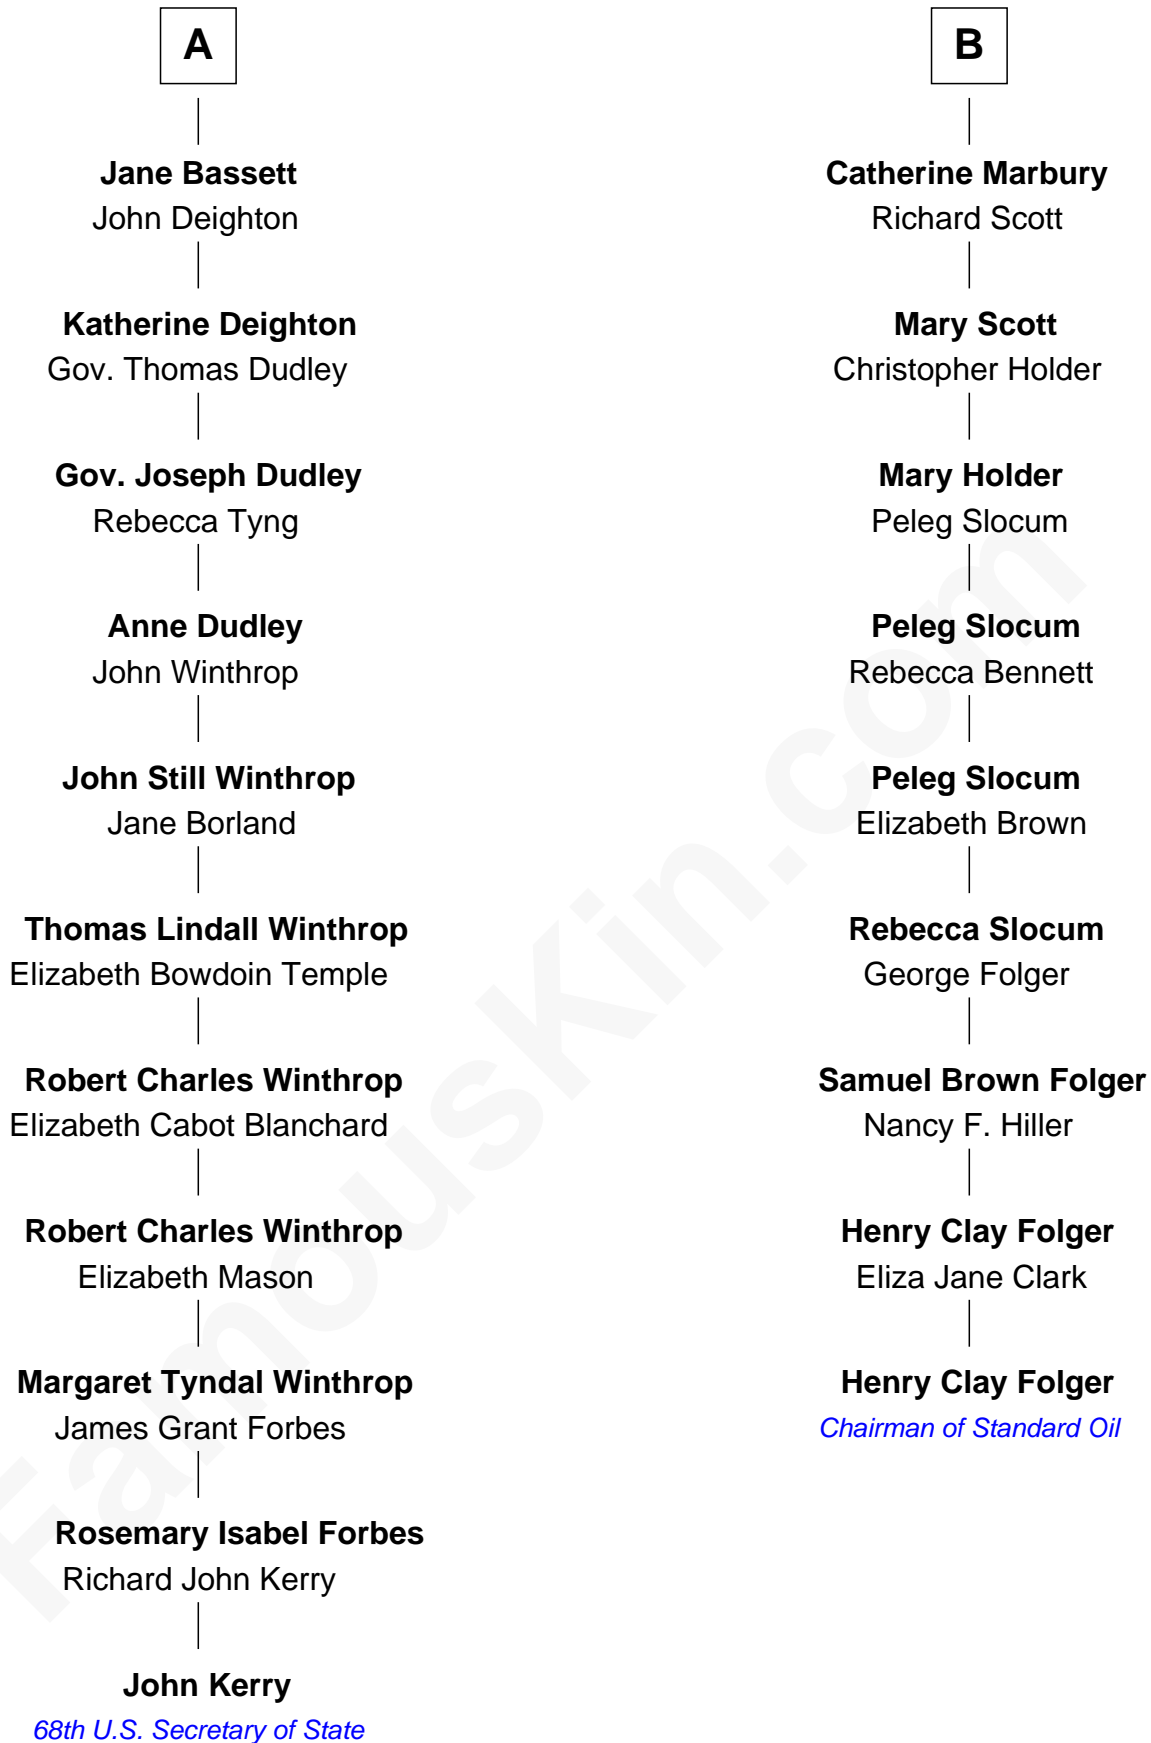 A
Jane Bassett
John Deighton
Katherine Deighton
Gov. Thomas Dudley
Gov. Joseph Dudley
Rebecca Tyng
Anne Dudley
John Winthrop
John Still Winthrop
Jane Borland
Thomas Lindall Winthrop
Elizabeth Bowdoin Temple
Robert Charles Winthrop
Elizabeth Cabot Blanchard
Robert Charles Winthrop
Elizabeth Mason
Margaret Tyndal Winthrop
James Grant Forbes
Rosemary Isabel Forbes
Richard John Kerry
John Kerry
68th U.S. Secretary of State
B
Catherine Marbury
Richard Scott
Mary Scott
Christopher Holder
Mary Holder
Peleg Slocum
Peleg Slocum
Rebecca Bennett
Peleg Slocum
Elizabeth Brown
Rebecca Slocum
George Folger
Samuel Brown Folger
Nancy F. Hiller
Henry Clay Folger
Eliza Jane Clark
Henry Clay Folger
Chairman of Standard Oil
FamousKin.com